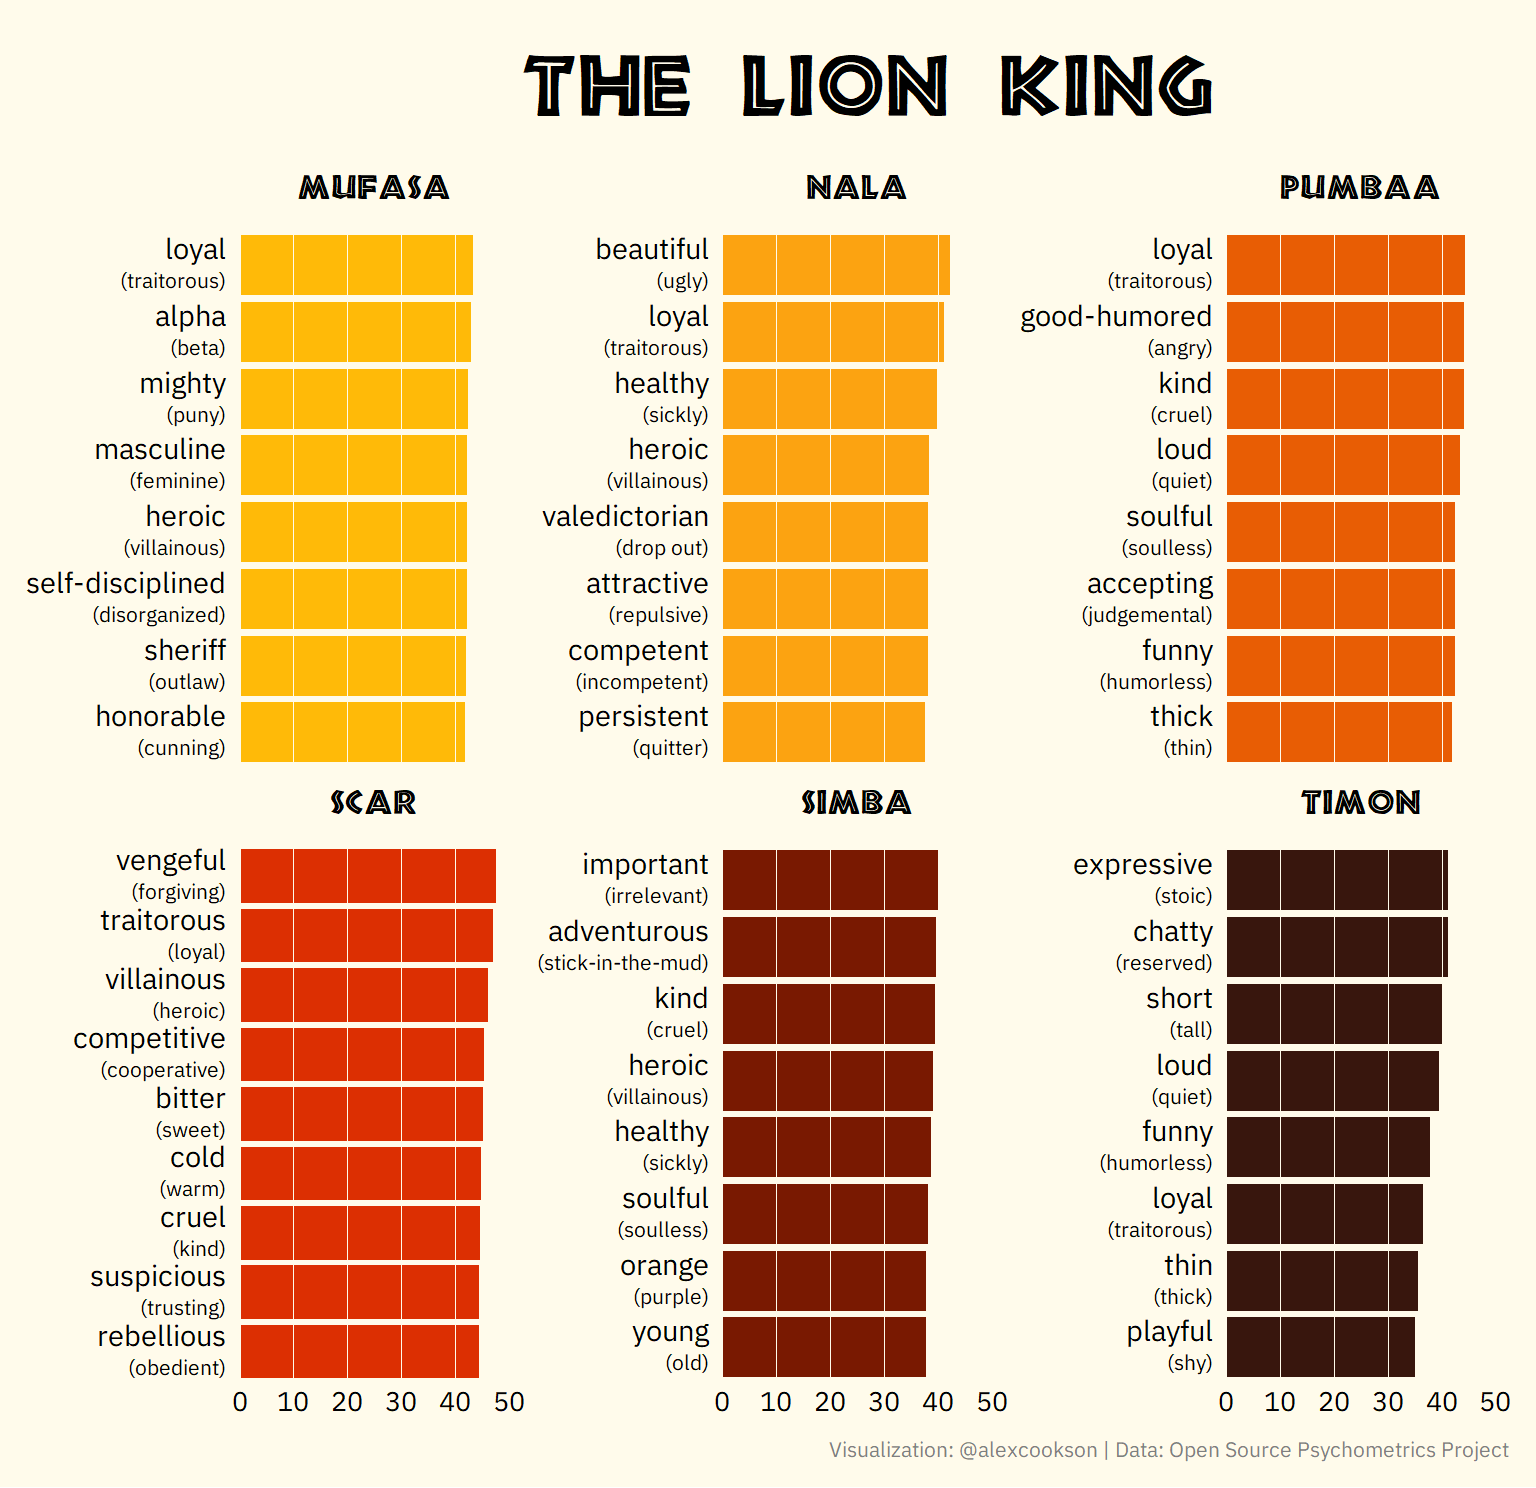 THE LION KING
MUFASA
loyal
(traitorous)
alpha
(beta)
mighty
(puny)
masculine
(feminine)
heroic
(villainous)
self-disciplined
(disorganized)
sheriff
(outlaw)
honorable
(cunning)
NALA
beautiful
(ugly)
loyal
(traitorous)
healthy
(sickly)
heroic
(villainous)
valedictorian
(drop out)
attractive
(repulsive)
competent
(incompetent)
persistent
(quitter)
PUMBAA
loyal
(traitorous)
good-humored
(angry)
kind
(cruel)
loud
(quiet)
soulful
(soulless)
accepting
(judgemental)
funny
(humorless)
thick
(thin)
SCAR
vengeful
(forgiving)
traitorous
(loyal)
villainous
(heroic)
competitive
(cooperative)
bitter
(sweet)
cold
(warm)
cruel
(kind)
suspicious
(trusting)
rebellious
(obedient)
0 10 20 30 40 50
SIMBA
important
(irrelevant)
adventurous
(stick-in-the-mud)
kind
(cruel)
heroic
(villainous)
healthy
(sickly)
soulful
(soulless)
orange
(purple)
young
(old)
0 10 20 30 40 50
TIMON
expressive
(stoic)
chatty
(reserved)
short
(tall)
loud
(quiet)
funny
(humorless)
loyal
(traitorous)
thin
(thick)
playful
(shy)
0 10 20 30 40 50
Visualization: @alexcookson | Data: Open Source Psychometrics Project